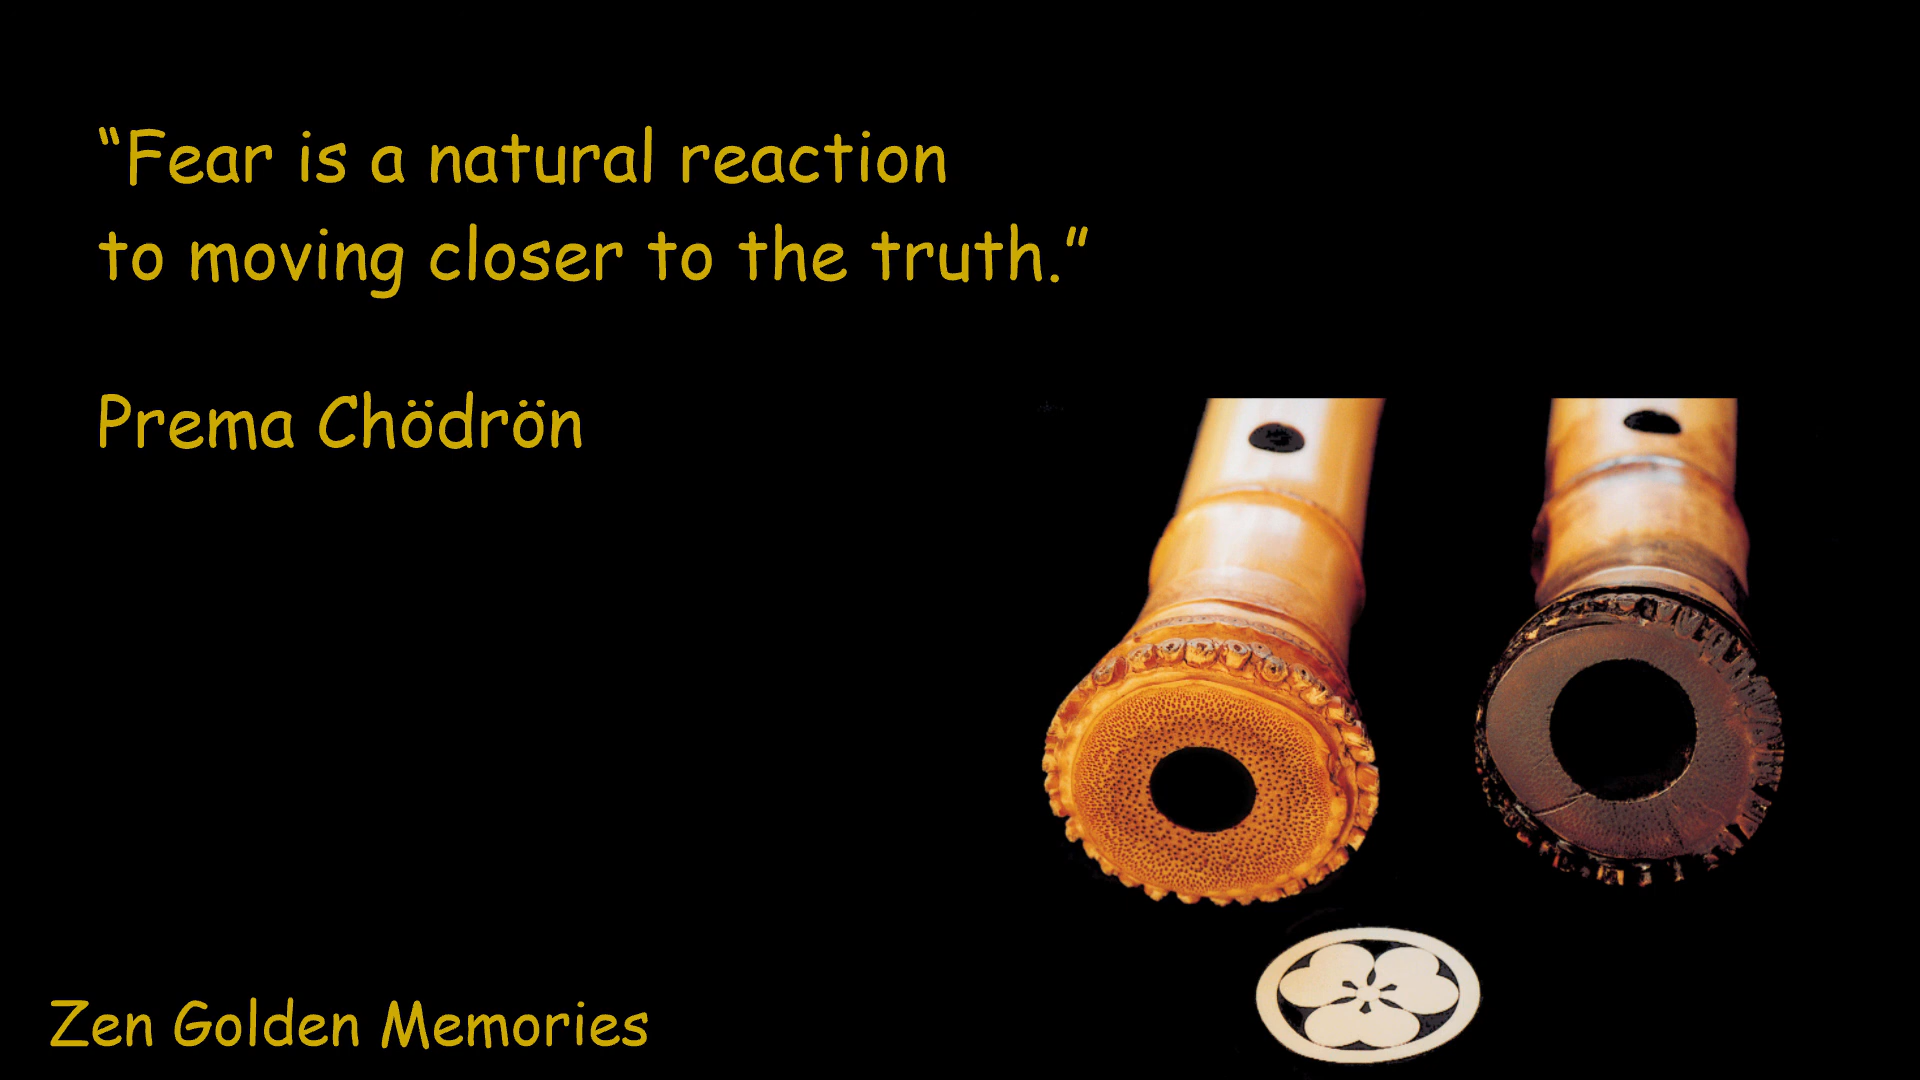 “Fear is a natural reaction
to moving closer to the truth.”
Prema Chödrön
Zen Golden Memories